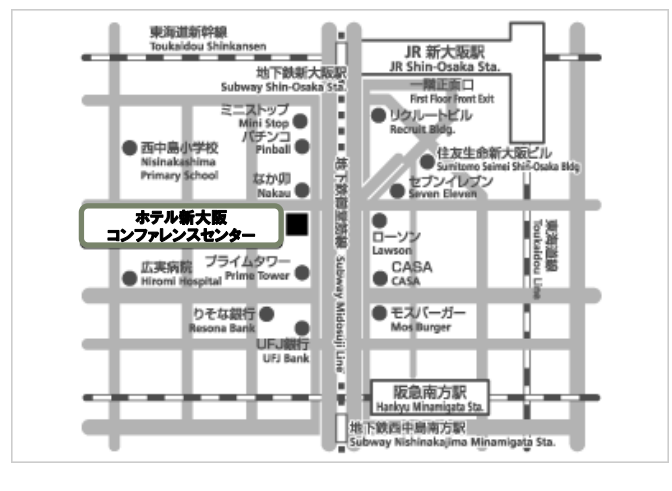 東海道新幹線
Toukaidou Shinkansen
JR 新大阪駅
JR Shin-Osaka Sta.
地下鉄新大阪駅
Subway Shin-Osaka Sta.
一階正面口
First Floor Front Exit
ミニストップ
Mini Stop
リクルートビル
Recruit Bldg.
パチンコ
Pinball
西中島小学校
Nisinakashima
Primary School
住友生命新大阪ビル
Sumitomo Seimei Shin-Osaka Bldg
なか卯
Nakau
セブンイレブン
Seven Eleven
地下鉄御堂筋線 Subway Midosuji Line
ホテル新大阪
コンファレンスセンター
ローソン
Lawson
東海道線
Toukaidou Line
広実病院
Hiromi Hospital
プライムタワー
Prime Tower
CASA
CASA
りそな銀行
Resona Bank
モスバーガー
Mos Burger
UFJ銀行
UFJ Bank
阪急南方駅
Hankyu Minamigata Sta.
地下鉄西中島南方駅
Subway Nishinakajima Minamigata Sta.